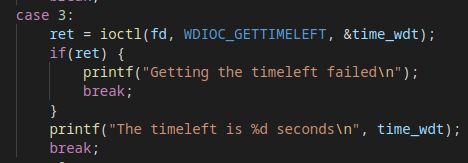 break;
case 3:
ret = ioctl(fd, WDIOC_GETTIMELEFT, &time_wdt);
if(ret) {
printf("Getting the timeleft failed\n");
break;
}
printf("The timeleft is %d seconds\n", time_wdt);
break;